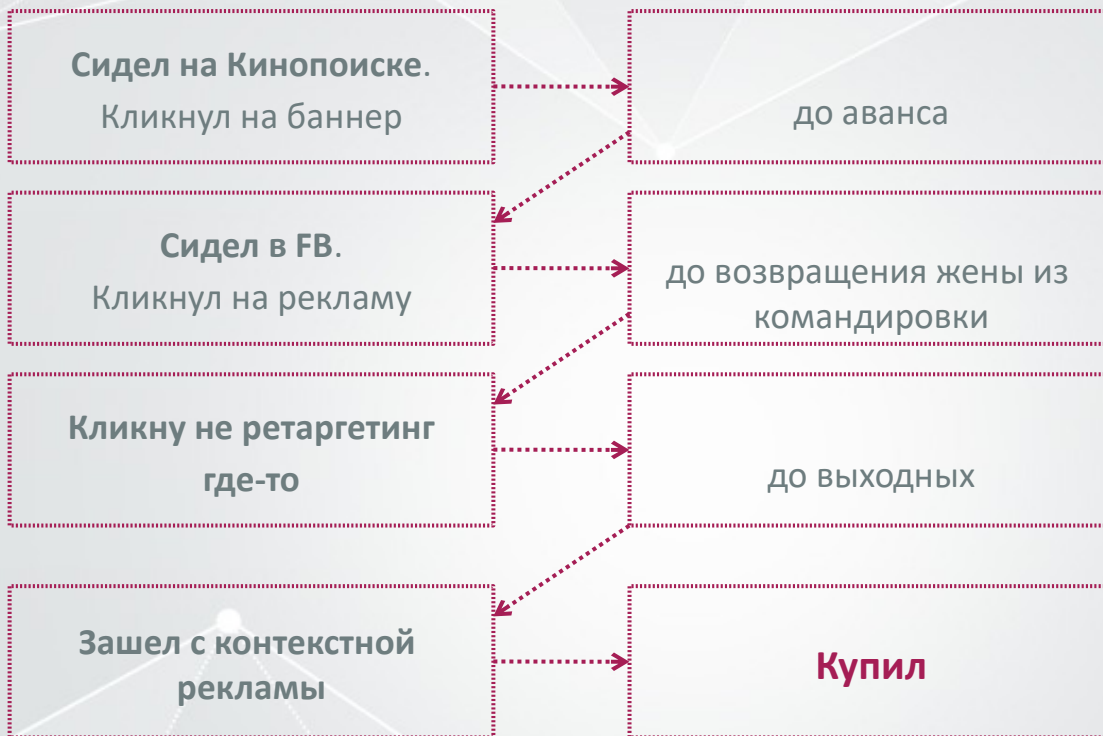 Сидел на Кинопоиске.
Кликнул на баннер
до аванса
Сидел в FB.
Кликнул на рекламу
до возвращения жены из
командировки
Кликну не ретаргетинг
где-то
до выходных
Зашел с контекстной
рекламы
Купил